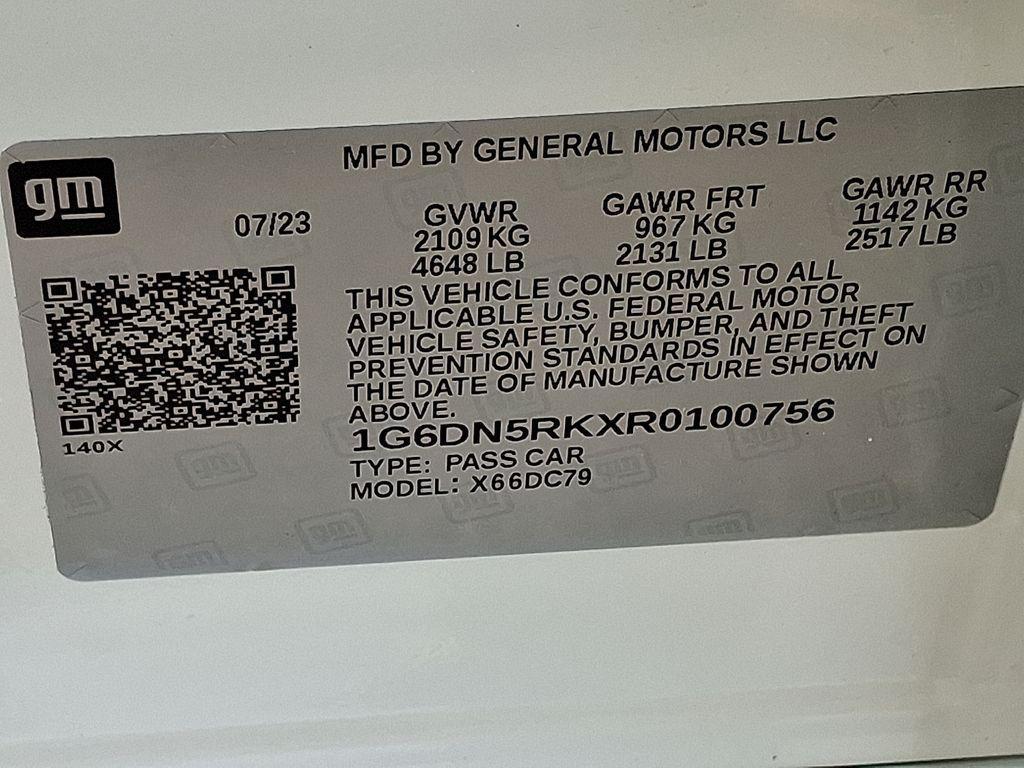 gm
MFD BY GENERAL MOTORS LLC
07/23
GVWR
2109 KG
4648 LB
GAWR FRT
967 KG
2131 LB
GAWR RR
1142 KG
2517 LB
THIS VEHICLE CONFORMS TO ALL
APPLICABLE U.S. FEDERAL MOTOR
VEHICLE SAFETY, BUMPER, AND THEFT
PREVENTION STANDARDS IN EFFECT ON
THE DATE OF MANUFACTURE SHOWN
ABOVE.
1G6DN5RKXR0100756
TYPE: PASS CAR
MODEL: X66DC79
140X